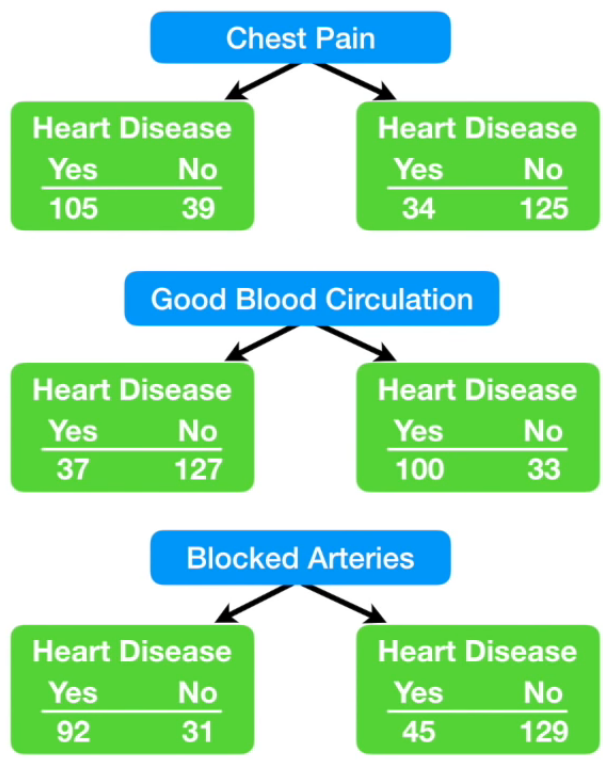 Chest Pain
Heart Disease Heart Disease
Yes No Yes No
105 39 34 125
Good Blood Circulation
Heart Disease Heart Disease
Yes No Yes No
37 127 100 33
Blocked Arteries
Heart Disease Heart Disease
Yes No Yes No
92 31 45 129